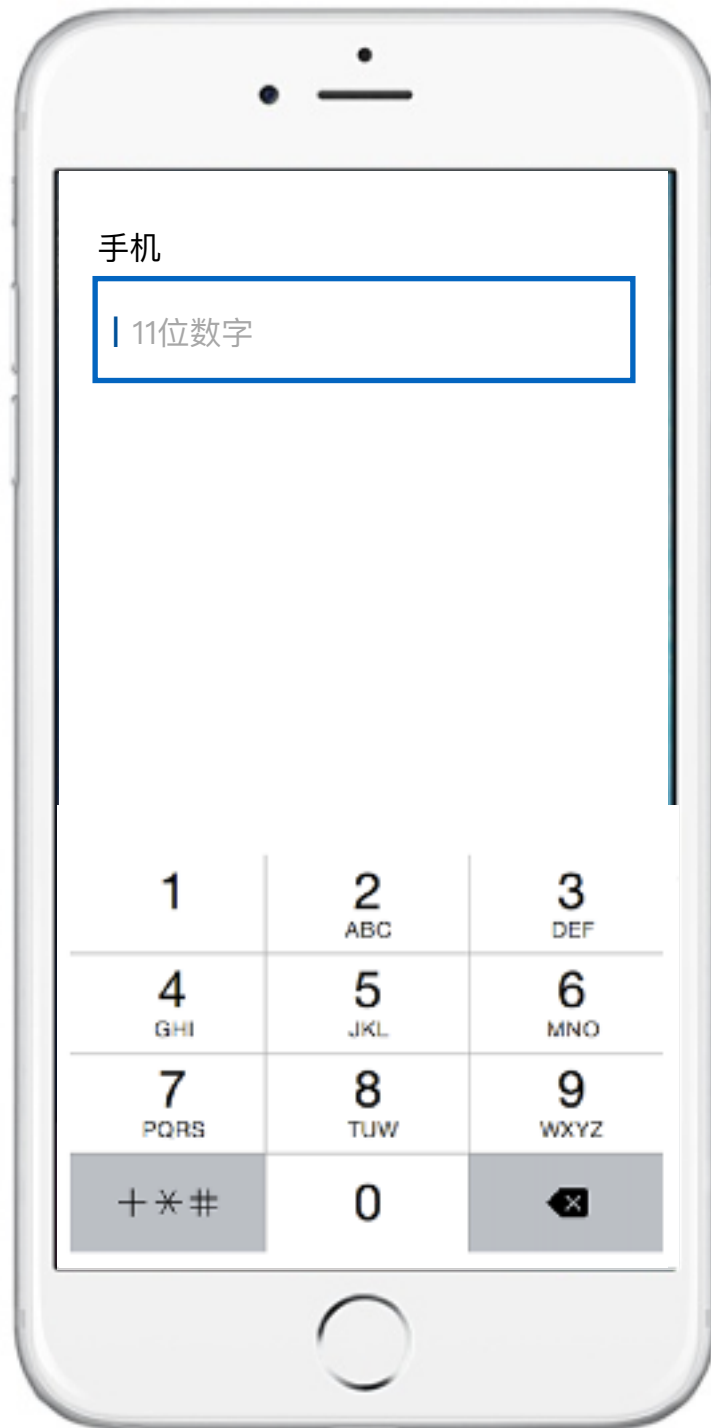 手机
11位数字
1 2 3
ABC DEF
4 5 6
GHI JKL MNO
7 8 9
PQRS TUW WXYZ
+*# 0